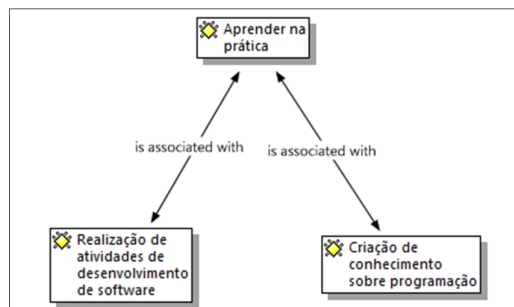 Aprender na
prática
is associated with
is associated with
Realização de
atividades de
desenvolvimento
de software
Criação de
conhecimento
sobre programação